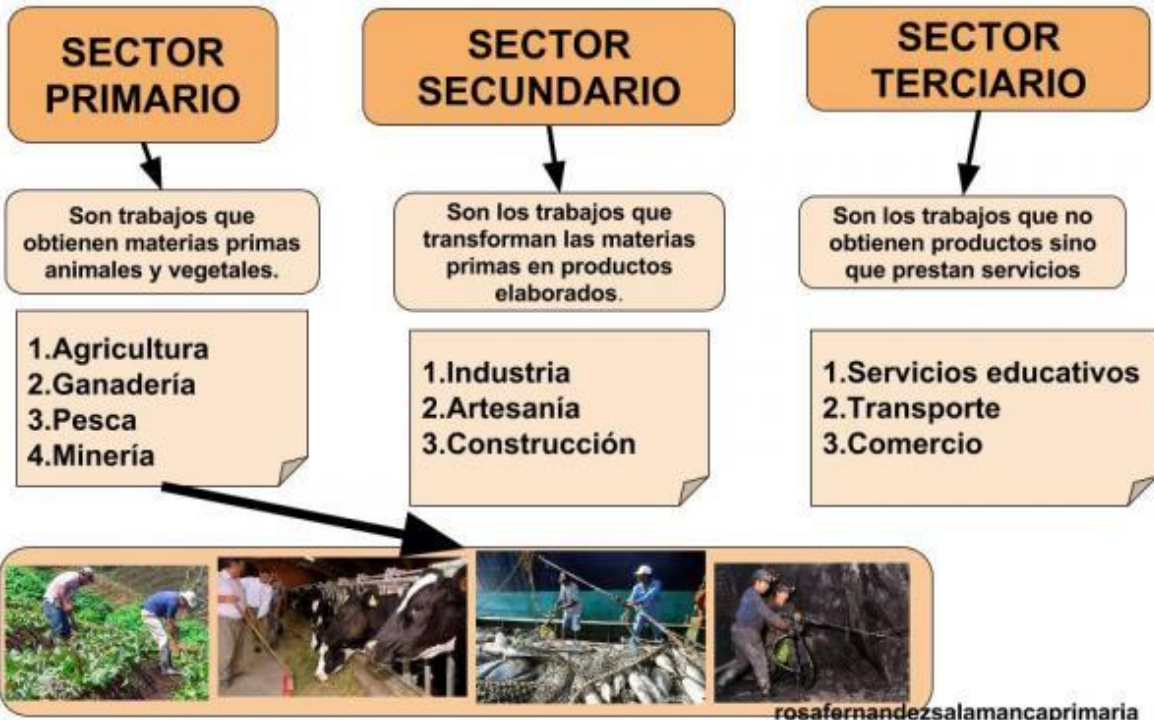 SECTOR
PRIMARIO
Son trabajos que
obtienen materias primas
animales y vegetales.
1.Agricultura
2.Ganadería
3.Pesca
4.Minería
SECTOR
SECUNDARIO
Son los trabajos que
transforman las materias
primas en productos
elaborados.
1.Industria
2.Artesanía
3.Construcción
SECTOR
TERCIARIO
Son los trabajos que no
obtienen productos sino
que prestan servicios
1.Servicios educativos
2.Transporte
3.Comercio
rosafernandezsalamancaprimaria